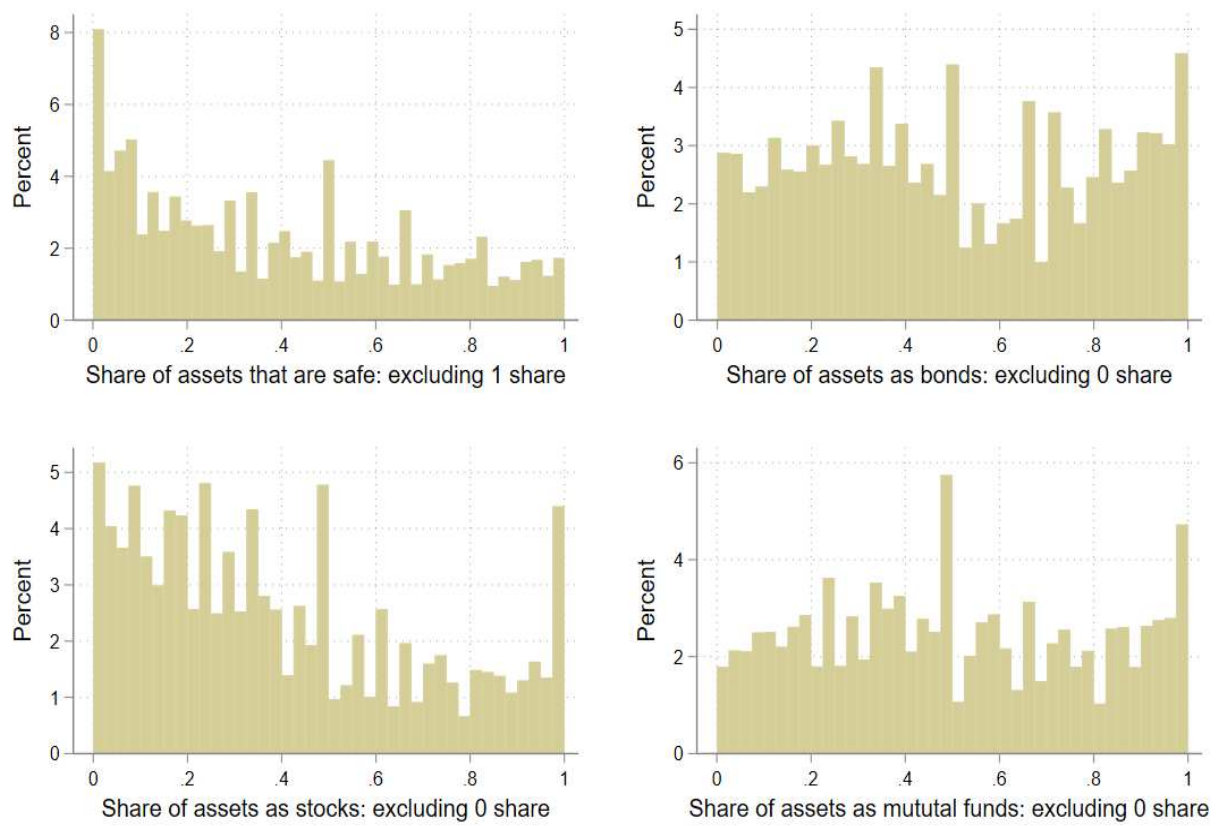 8
6
4
2
0
Percent
0 .2 .4 .6 .8 1
Share of assets that are safe: excluding 1 share
5
4
3
2
1
0
Percent
0 .2 .4 .6 .8 1
Share of assets as bonds: excluding 0 share
5
4
3
2
1
0
Percent
0 .2 .4 .6 .8 1
Share of assets as stocks: excluding 0 share
6
4
2
0
Percent
0 .2 .4 .6 .8 1
Share of assets as mututal funds: excluding 0 share